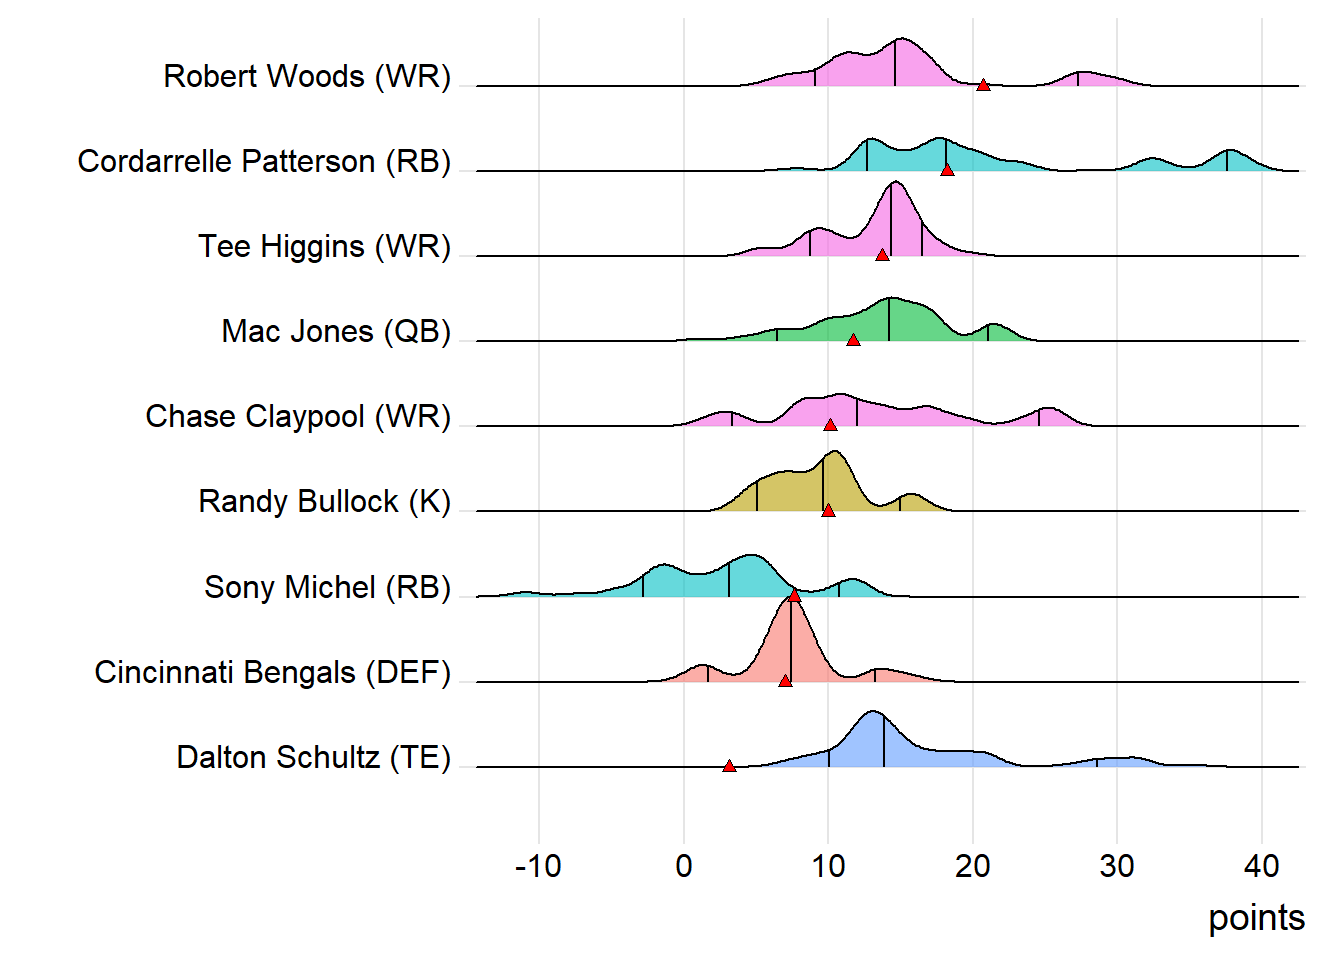 Robert Woods (WR)
Cordarrelle Patterson (RB)
Tee Higgins (WR)
Mac Jones (QB)
Chase Claypool (WR)
Randy Bullock (K)
Sony Michel (RB)
Cincinnati Bengals (DEF)
Dalton Schultz (TE)
-10 0 10 20 30 40
points